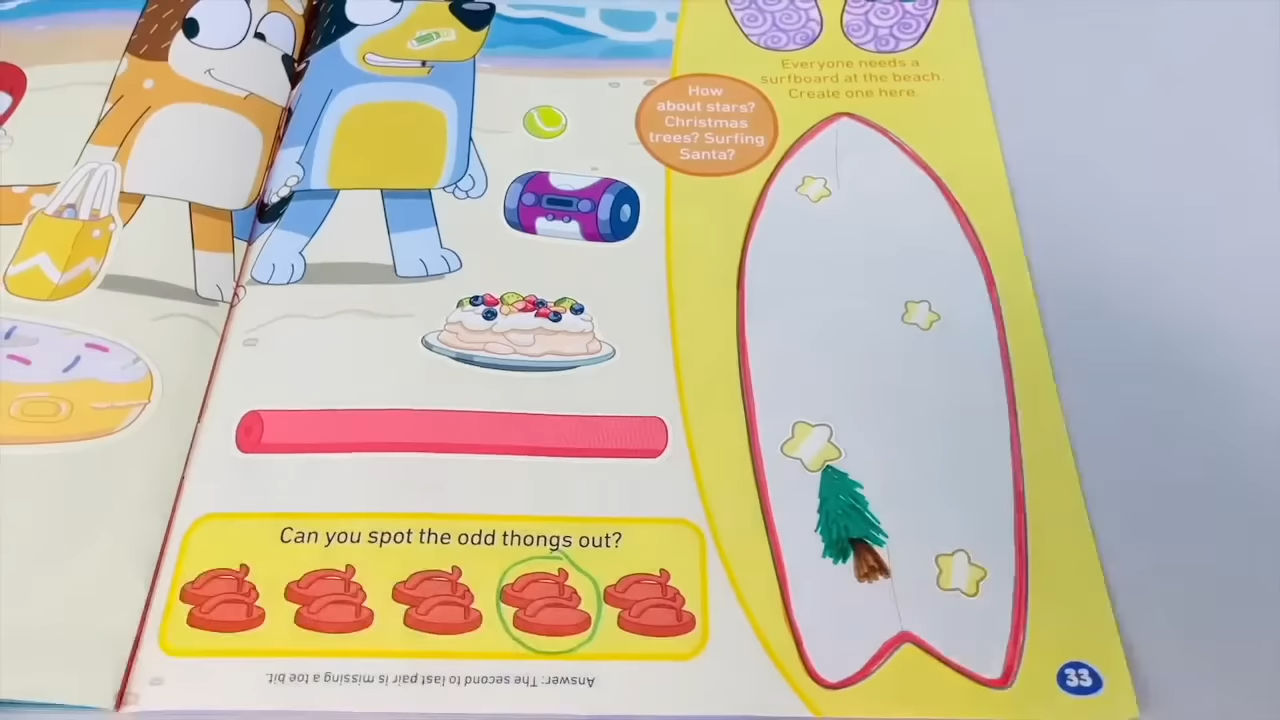 Everyone needs a
surfboard at the beach.
Create one here.
How
about stars?
Christmas
trees? Surfing
Santa?
Can you spot the odd thongs out?
Answer: The second to last pair is missing a toe bit.
33